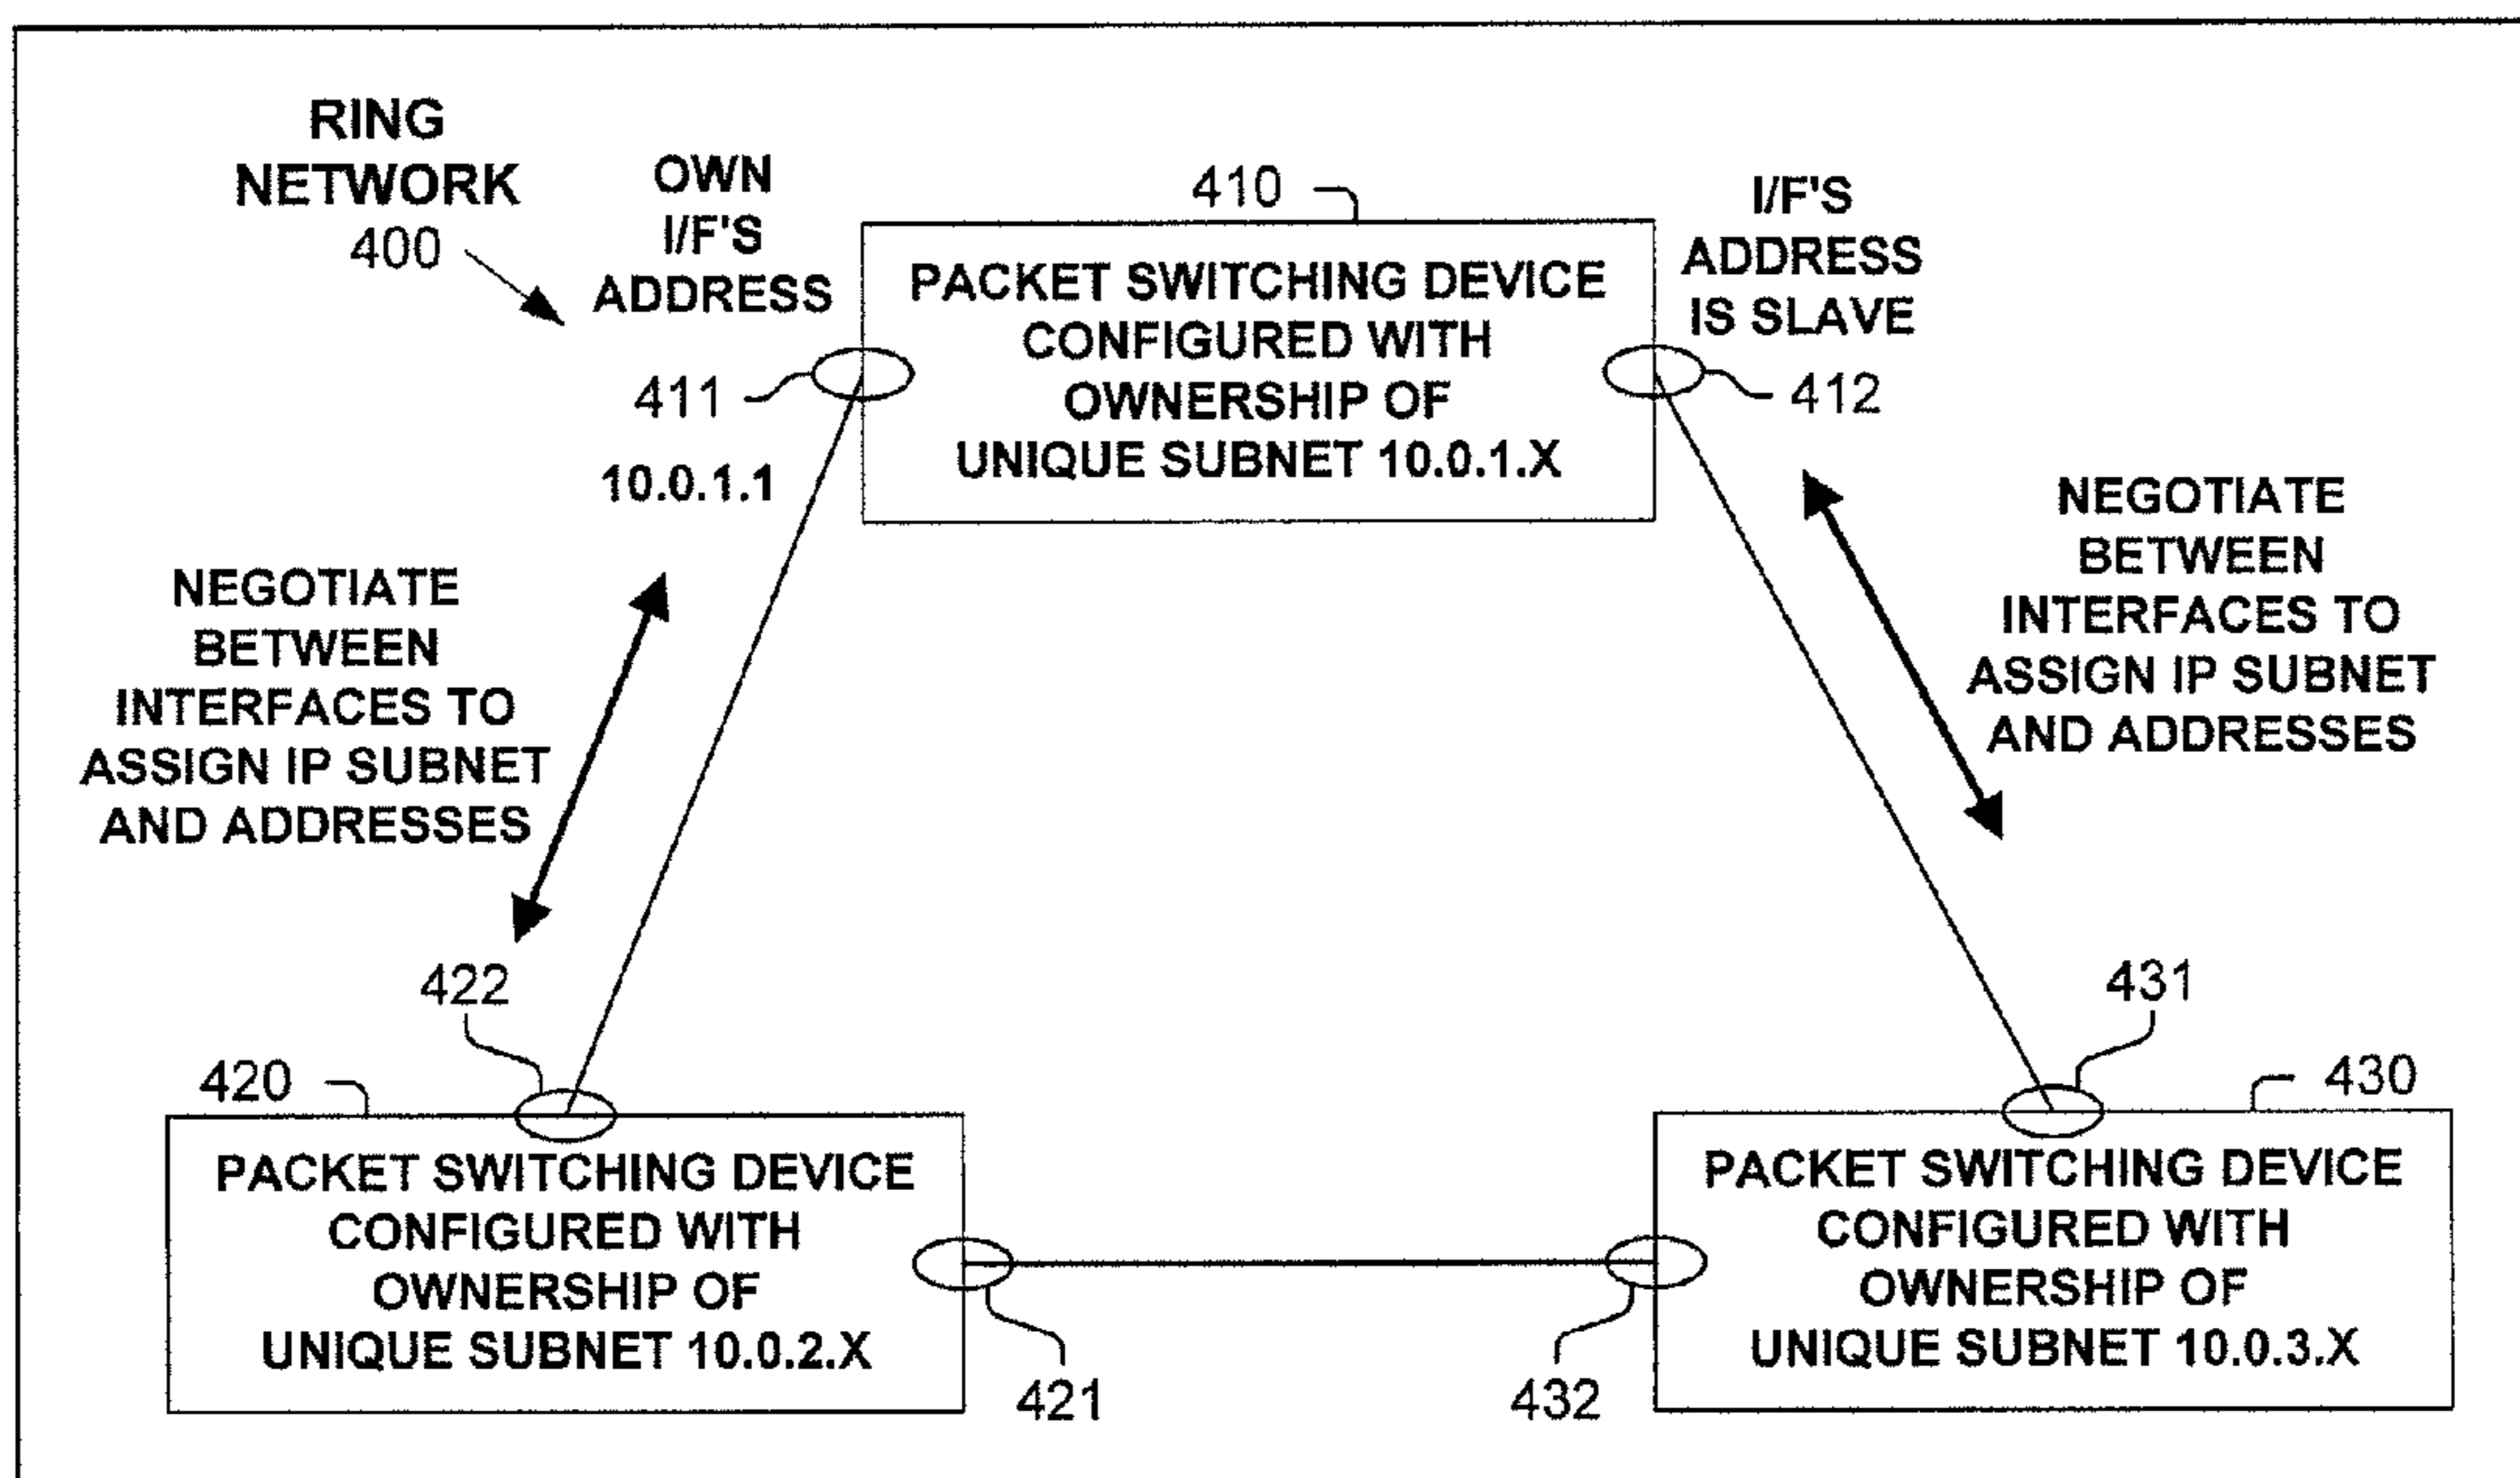 RING
NETWORK
400
OWN
I/F'S
ADDRESS
411
10.0.1.1
410
PACKET SWITCHING DEVICE
CONFIGURED WITH
OWNERSHIP OF
UNIQUE SUBNET 10.0.1.X
I/F'S
ADDRESS
IS SLAVE
412
NEGOTIATE
BETWEEN
INTERFACES TO
ASSIGN IP SUBNET
AND ADDRESSES
NEGOTIATE
BETWEEN
INTERFACES TO
ASSIGN IP SUBNET
AND ADDRESSES
422
420
PACKET SWITCHING DEVICE
CONFIGURED WITH
OWNERSHIP OF
UNIQUE SUBNET 10.0.2.X
421
431
430
PACKET SWITCHING DEVICE
CONFIGURED WITH
OWNERSHIP OF
UNIQUE SUBNET 10.0.3.X
432